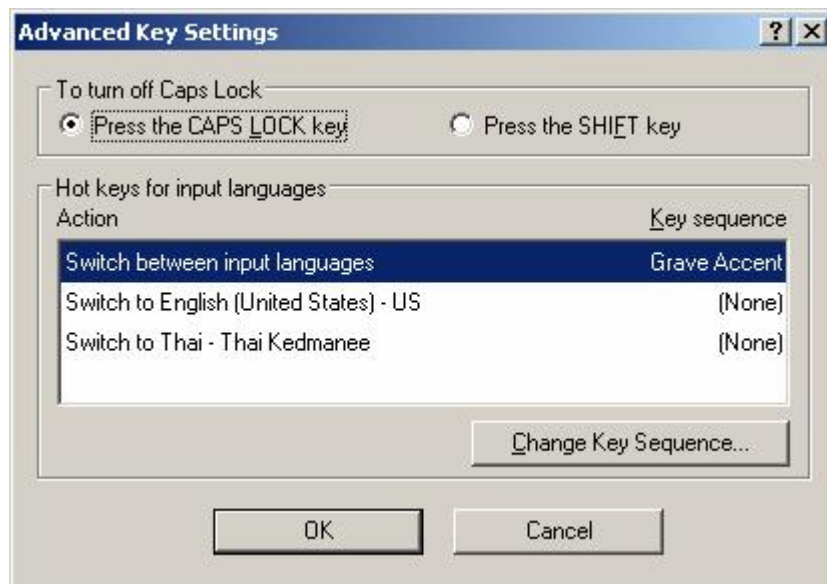 Advanced Key Settings
To turn off Caps Lock
Press the CAPS LOCK key Press the SHIFT key
Hot keys for input languages
Action Key sequence
Switch between input languages Grave Accent
Switch to English (United States) - US (None)
Switch to Thai - Thai Kedmanee (None)
Change Key Sequence...
OK Cancel